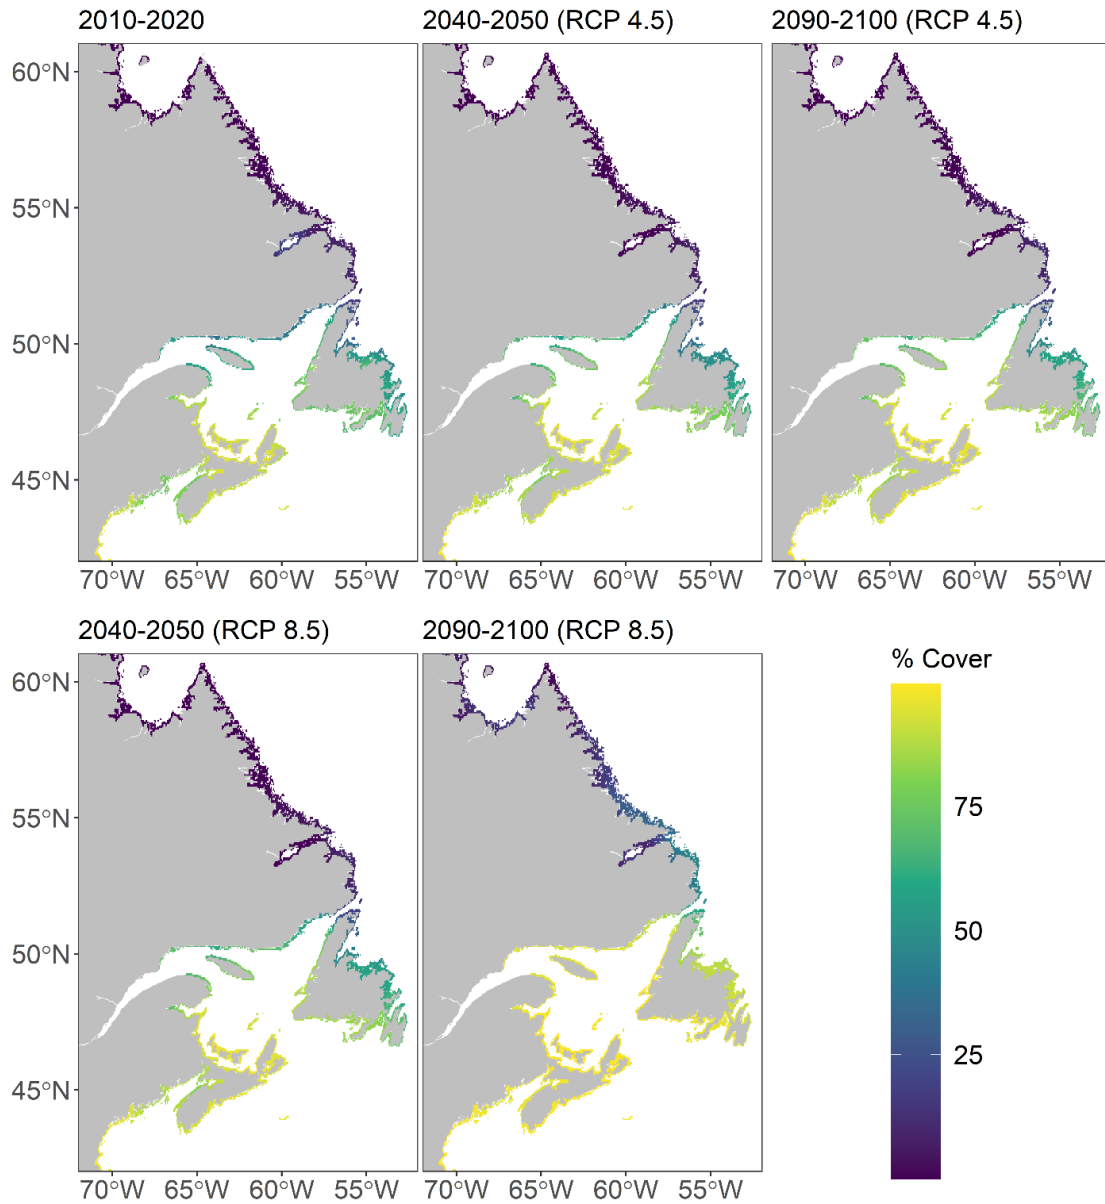 2010-2020
2040-2050 (RCP 4.5)
2090-2100 (RCP 4.5)
60°N
55°N
50°N
45°N
70°W 65°W 60°W 55°W
70°W 65°W 60°W 55°W
70°W 65°W 60°W 55°W
2040-2050 (RCP 8.5)
2090-2100 (RCP 8.5)
60°N
55°N
50°N
45°N
70°W 65°W 60°W 55°W
70°W 65°W 60°W 55°W
% Cover
75
50
25